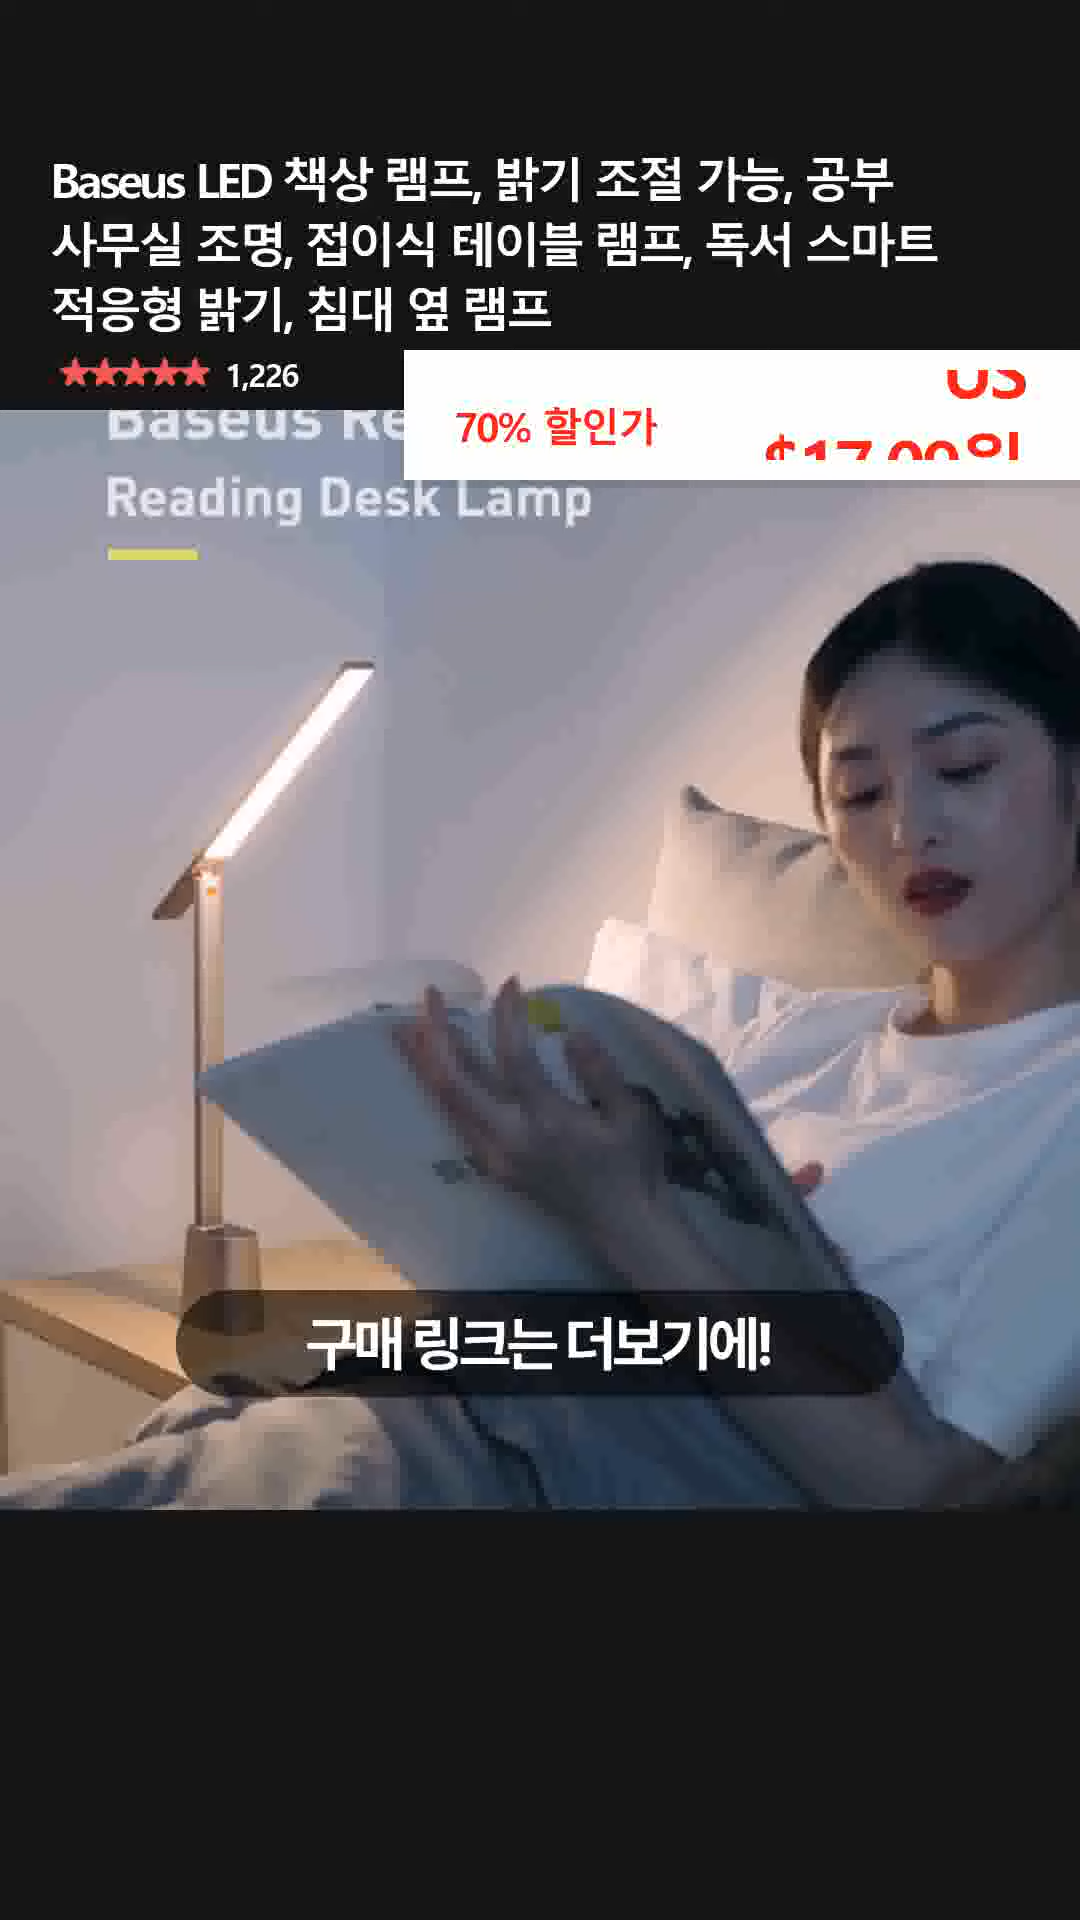 Baseus LED 책상 램프, 밝기 조절 가능, 공부
사무실 조명, 접이식 테이블 램프, 독서 스마트
적응형 밝기, 침대 옆 램프
1,226
70% 할인가
US
Baseus
Reading Desk Lamp
구매 링크는 더보기에!